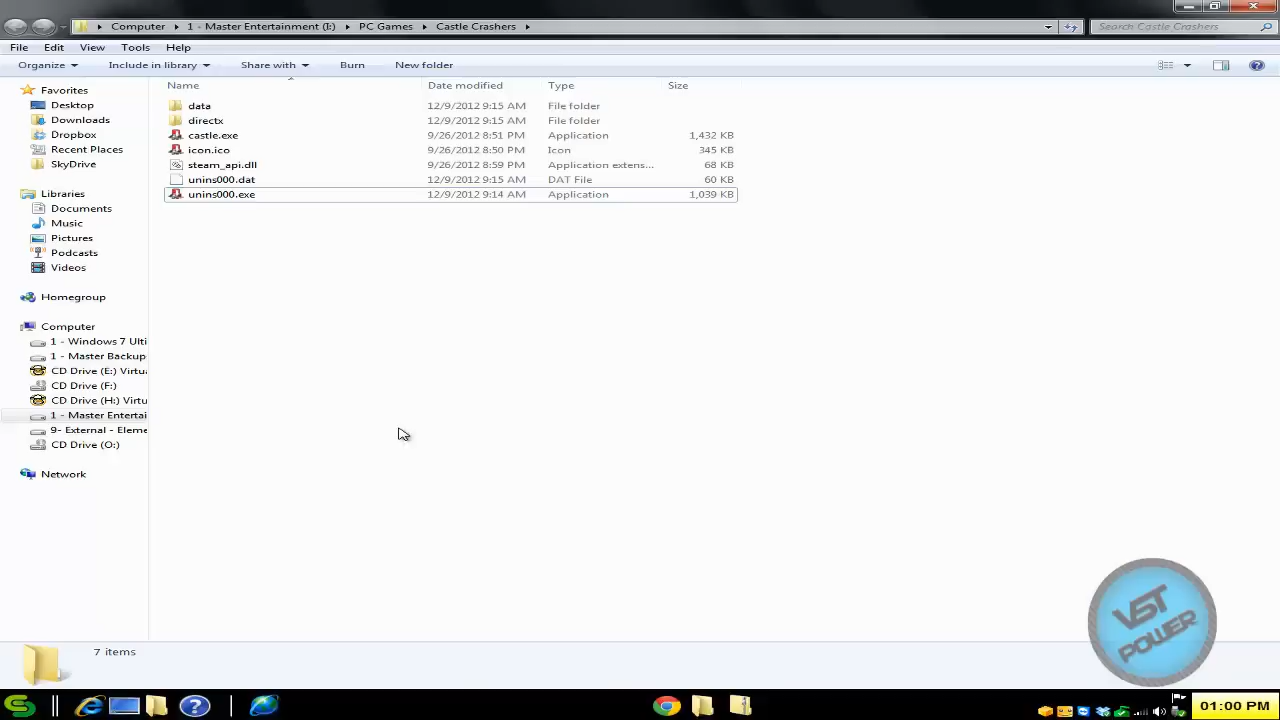 Computer 1 - Master Entertainment (I:) PC Games Castle Crashers Search Castle Crashers
File Edit View Tools Help
Organize Include in library Share with Burn New folder
Name Date modified Type Size
Favorites
Desktop
Downloads
Dropbox
Recent Places
SkyDrive
Libraries
Documents
Music
Pictures
Podcasts
Videos
Homegroup
Computer
1 - Windows 7 Ulti
1 - Master Backup
CD Drive (E:) Virtua
CD Drive (F:)
CD Drive (H:) Virtu
1 - Master Entertai
9- External - Eleme
CD Drive (O:)
Network
data 12/9/2012 9:15 AM File folder
directx 12/9/2012 9:15 AM File folder
castle.exe 9/26/2012 8:51 PM Application 1,432 KB
icon.ico 9/26/2012 8:50 PM Icon 345 KB
steam_api.dll 9/26/2012 8:59 PM Application extens... 68 KB
unins000.dat 12/9/2012 9:15 AM DAT File 60 KB
unins000.exe 12/9/2012 9:14 AM Application 1,039 KB
7 items
VST
POWER
01:00 PM